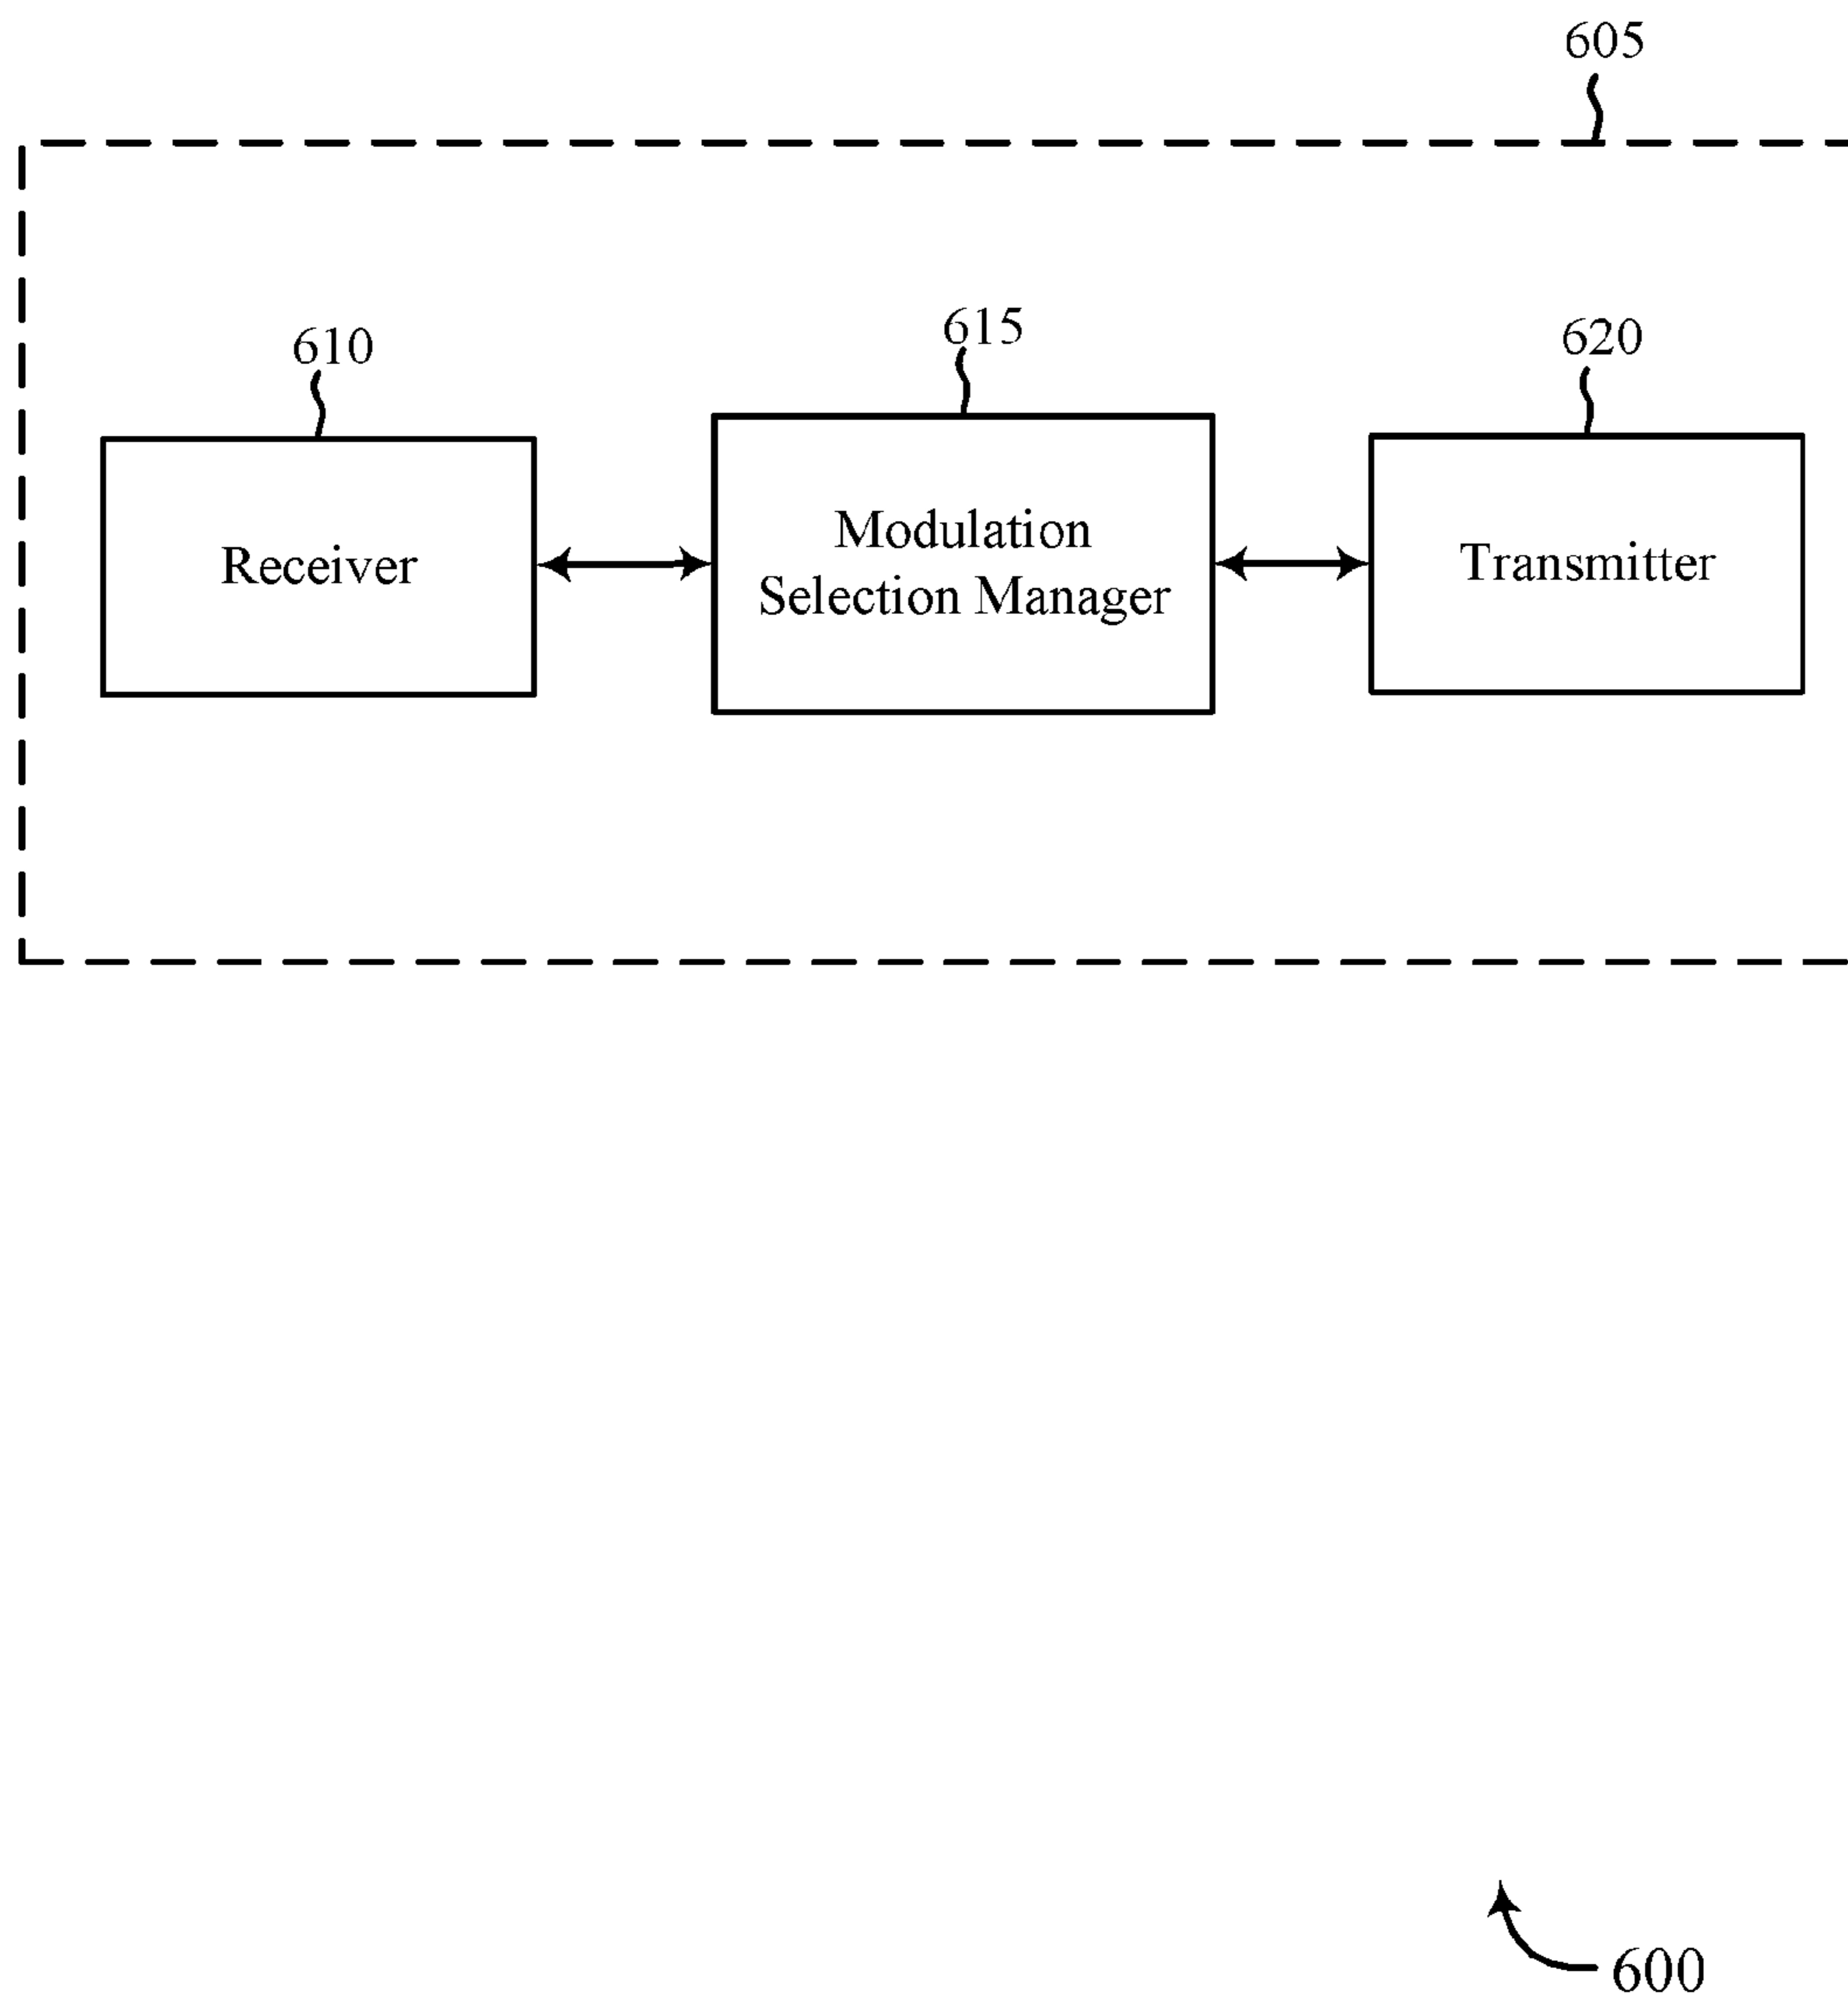 605
610
615
620
Receiver
Modulation
Selection Manager
Transmitter
600